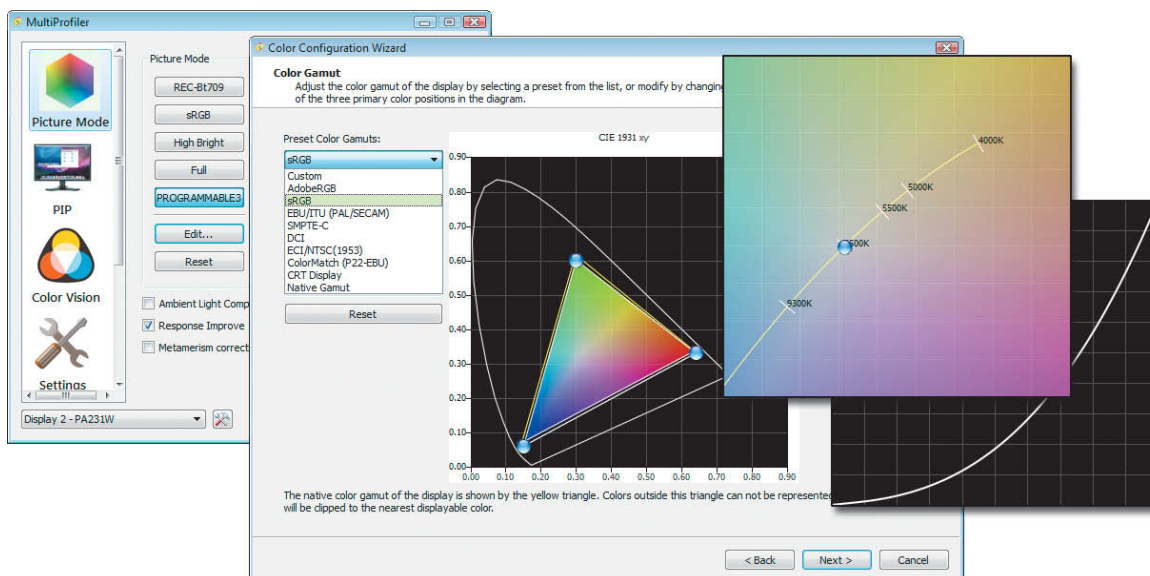 MultiProfiler
Picture Mode
PIP
Color Vision
Settings
Display 2 - PA231W
Picture Mode
REC-Bt709
sRGB
High Bright
Full
PROGRAMMABLE3
Edit...
Reset
Ambient Light Comp
Response Improve
Metamerism correct
Color Configuration Wizard
Color Gamut
Adjust the color gamut of the display by selecting a preset from the list, or modify by changing
of the three primary color positions in the diagram.
Preset Color Gamuts:
sRGB
Custom
AdobeRGB
sRGB
EBU/ITU (PAL/SECAM)
SMPTE-C
DCI
ECI/NTSC(1953)
ColorMatch (P22-EBU)
CRT Display
Native Gamut
Reset
CIE 1931 xy
0.90
0.80
0.70
0.60
0.50
0.40
0.30
0.20
0.10
0.00
0.00 0.10 0.20 0.30 0.40 0.50 0.60 0.70 0.80 0.90
The native color gamut of the display is shown by the yellow triangle. Colors outside this triangle can not be represented
will be clipped to the nearest displayable color.
< Back
Next >
Cancel
4000K
5000K
5500K
500K
9300K